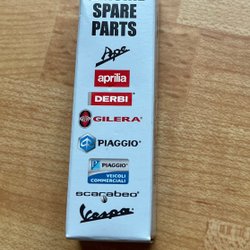 SPARE
PARTS
Ape
aprilia
DERBI
GILERA
PIAGGIO
PIAGGIO
VEICOLI
COMMERCIALI
scarabeo
Vespa